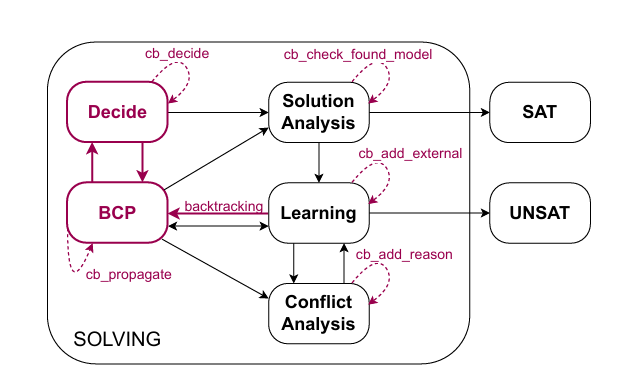 cb_decide
cb_check_found_model
Decide
Solution
Analysis
SAT
cb_add_external
BCP
backtracking
Learning
UNSAT
cb_propagate
cb_add_reason
Conflict
Analysis
SOLVING